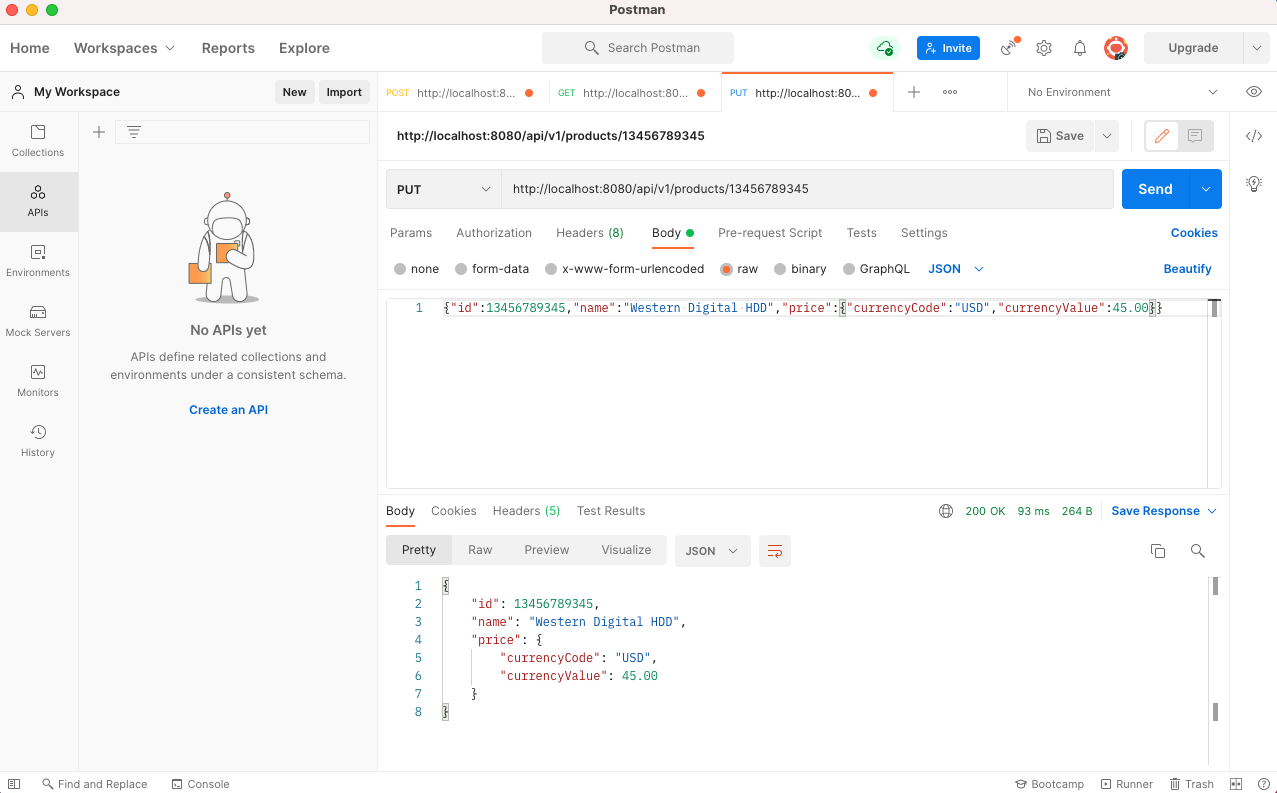 Postman
Home Workspaces Reports Explore Search Postman Invite Upgrade
My Workspace New Import
POST http://localhost:8... GET http://localhost:80... PUT http://localhost:80... No Environment
Collections
APIs
Environments
Mock Servers
Monitors
History
No APIs yet
APIs define related collections and
environments under a consistent schema.
Create an API
http://localhost:8080/api/v1/products/13456789345 Save
PUT http://localhost:8080/api/v1/products/13456789345 Send
Params Authorization Headers (8) Body Pre-request Script Tests Settings Cookies
none form-data x-www-form-urlencoded raw binary GraphQL JSON Beautify
1 {"id":13456789345,"name":"Western Digital HDD","price":{"currencyCode":"USD","currencyValue":45.00}}
Body Cookies Headers (5) Test Results 200 OK 93 ms 264 B Save Response
Pretty Raw Preview Visualize JSON
1 {
2 "id": 13456789345,
3 "name": "Western Digital HDD",
4 "price": {
5 "currencyCode": "USD",
6 "currencyValue": 45.00
7 }
8 }
Find and Replace Console Bootcamp Runner Trash